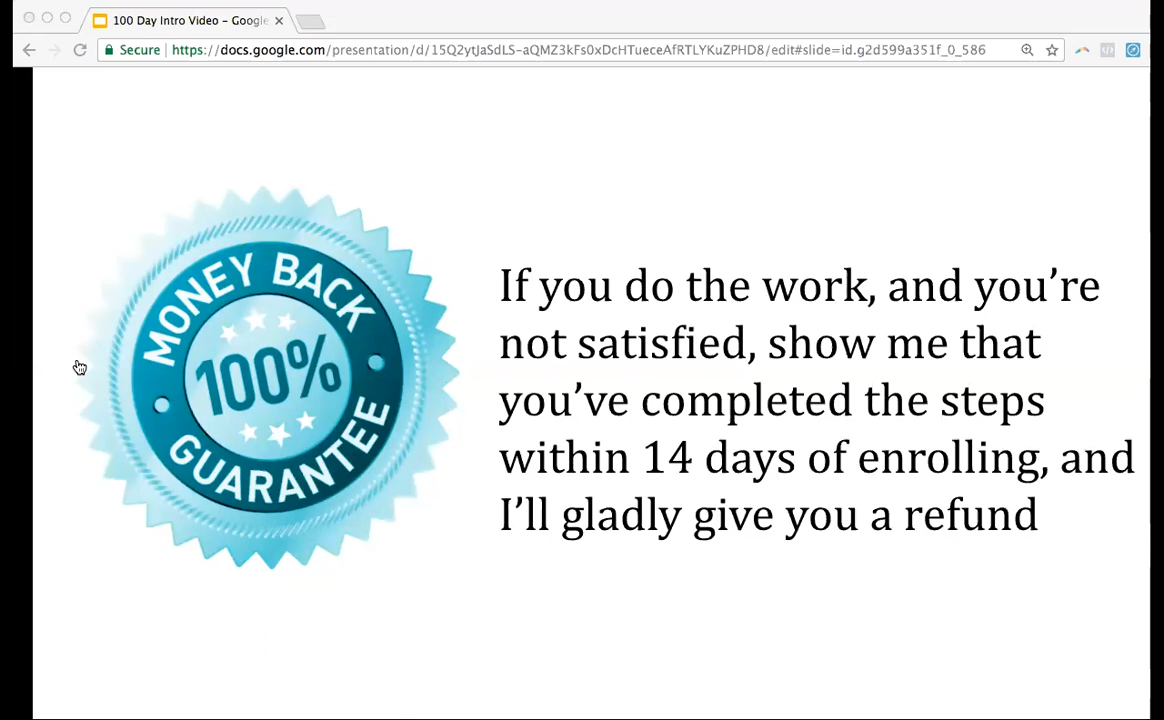 100 Day Intro Video – Google
Secure https://docs.google.com/presentation/d/15Q2ytJaSdLS-aQMZ3kFs0xDcHTueceAfRTLYKuZPHD8/edit#slide=id.g2d599a351f_0_586
MONEY BACK
100%
GUARANTEE
If you do the work, and you’re
not satisfied, show me that
you’ve completed the steps
within 14 days of enrolling, and
I’ll gladly give you a refund